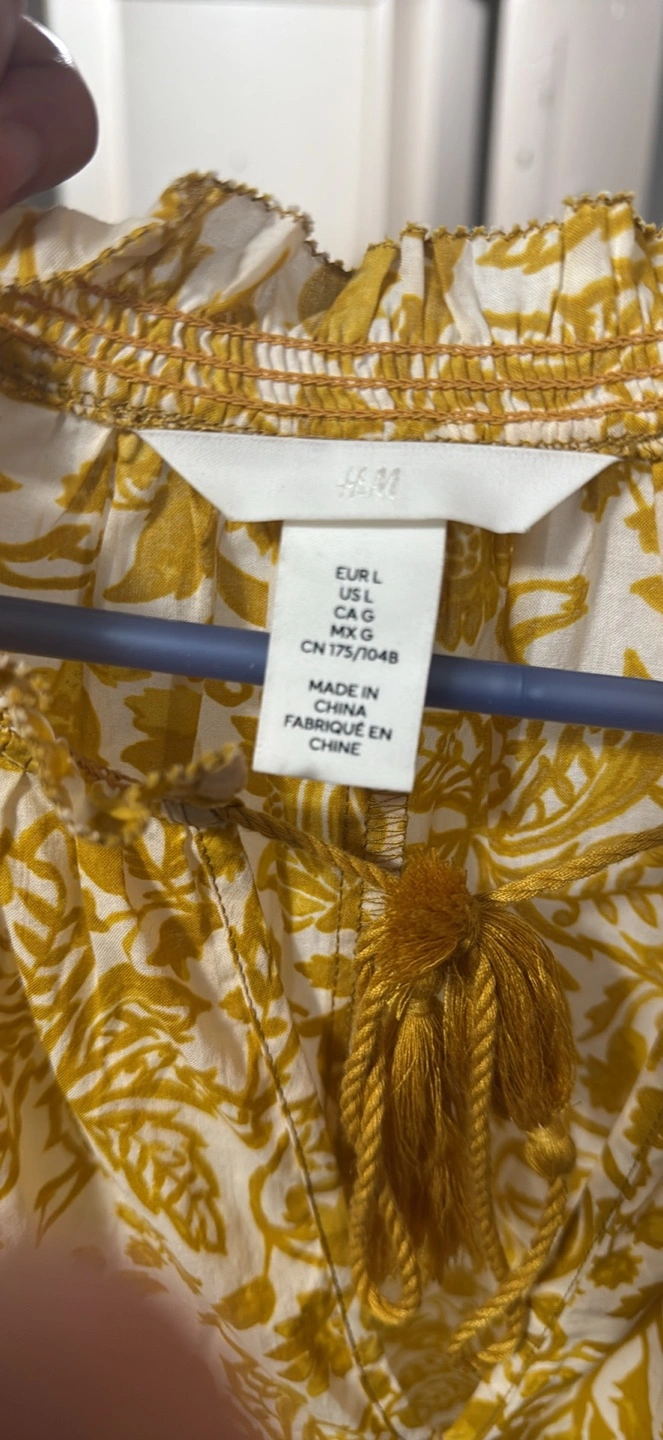 H&M
EUR L
US L
CA G
MX G
CN 175/104B
MADE IN
CHINA
FABRIQUÉ EN
CHINE